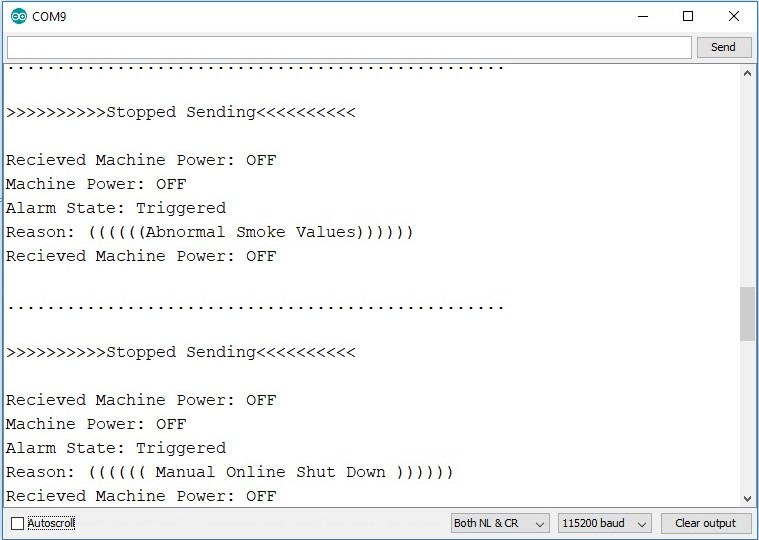 COM9
Send
..................................................
>>>>>>>>>>Stopped Sending<<<<<<<<<<
Recieved Machine Power: OFF
Machine Power: OFF
Alarm State: Triggered
Reason: ((((((Abnormal Smoke Values))))))
Recieved Machine Power: OFF
..................................................
>>>>>>>>>>Stopped Sending<<<<<<<<<<
Recieved Machine Power: OFF
Machine Power: OFF
Alarm State: Triggered
Reason: (((((( Manual Online Shut Down ))))))
Recieved Machine Power: OFF
Autoscroll Both NL & CR 115200 baud Clear output